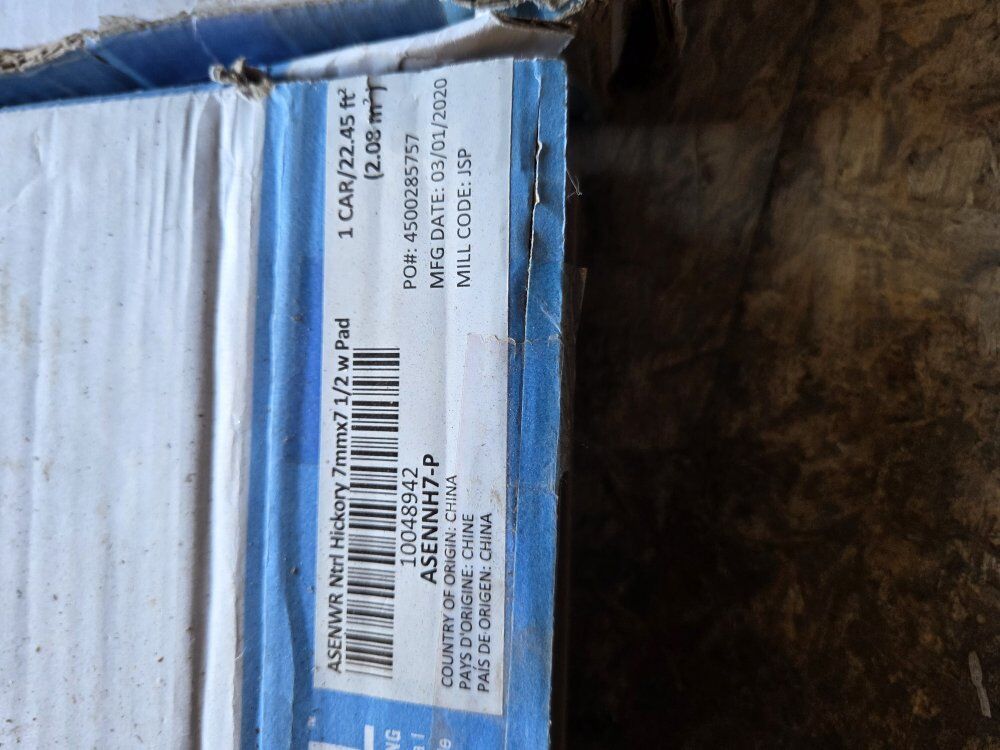 ASENWR Ntrl Hickory 7mmx7 1/2 w Pad
1 CAR/22.45 ft²
(2.08 m²)
10048942
ASENNH7-P
PO#: 4500285757
MFG DATE: 03/01/2020
MILL CODE: JSP
COUNTRY OF ORIGIN: CHINA
PAYS D'ORIGINE: CHINE
PAÍS DE ORIGEN: CHINA